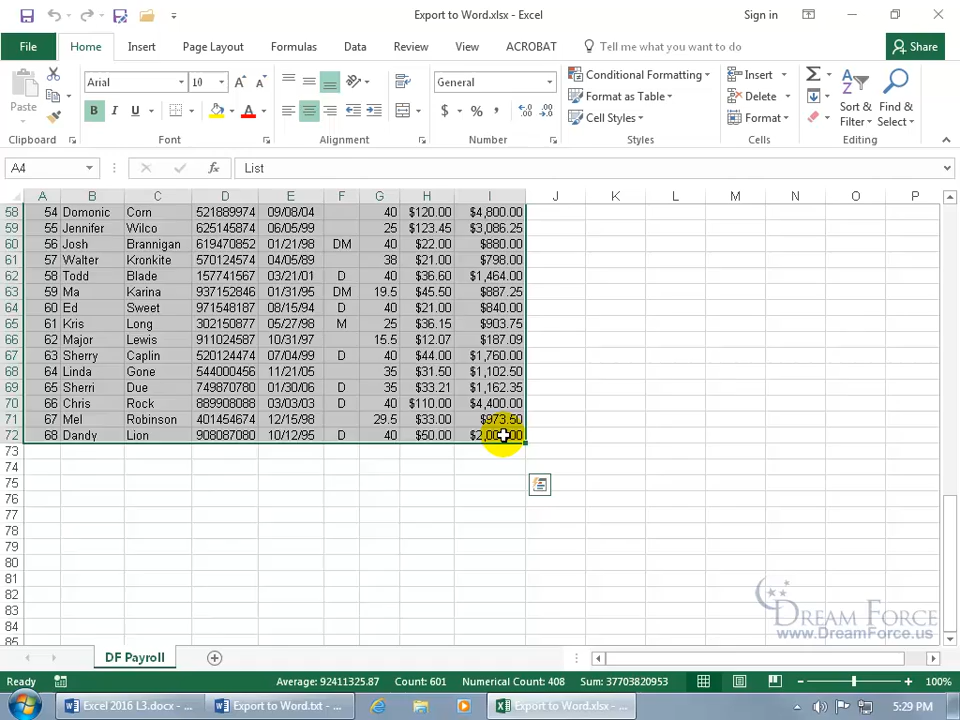 Export to Word.xlsx - Excel
Sign in
File Home Insert Page Layout Formulas Data Review View ACROBAT Tell me what you want to do Share
Arial 10 General Conditional Formatting Insert
Paste Format as Table Delete
B I U A $ % Cell Styles Format Sort & Filter Find & Select
Clipboard Font Alignment Number Styles Cells Editing
A4 fx List
A B C D E F G H I J K L M N O P
58 54 Domonic Corn 521889974 09/08/04 40 $120.00 $4,800.00
59 55 Jennifer Wilco 625145874 06/05/99 25 $123.45 $3,086.25
60 56 Josh Brannigan 619470852 01/21/98 DM 40 $22.00 $880.00
61 57 Walter Kronkite 570124574 04/05/89 38 $21.00 $798.00
62 58 Todd Blade 157741567 03/21/01 D 40 $36.60 $1,464.00
63 59 Ma Karina 937152846 01/31/95 DM 19.5 $45.50 $887.25
64 60 Ed Sweet 971548187 08/15/94 D 40 $21.00 $840.00
65 61 Kris Long 302150877 05/27/98 M 25 $36.15 $903.75
66 62 Major Lewis 911024587 10/31/97 15.5 $12.07 $187.09
67 63 Sherry Caplin 520124474 07/04/99 D 40 $44.00 $1,760.00
68 64 Linda Gone 544000456 11/21/05 35 $31.50 $1,102.50
69 65 Sherri Due 749870780 01/30/06 D 35 $33.21 $1,162.35
70 66 Chris Rock 889908088 03/03/03 D 40 $110.00 $4,400.00
71 67 Mel Robinson 401454674 12/15/98 29.5 $33.00 $973.50
72 68 Dandy Lion 908087080 10/12/95 D 40 $50.00
73
74
75
76
77
78
79
80
81
82
83
84
85
DREAM FORCE
www.DreamForce.us
DF Payroll
Ready Average: 92411325.87 Count: 601 Numerical Count: 408 Sum: 37703820953 100%
Excel 2016 L3.docx - ... Export to Word.txt - ... Export to Word.xlsx - ... 5:29 PM